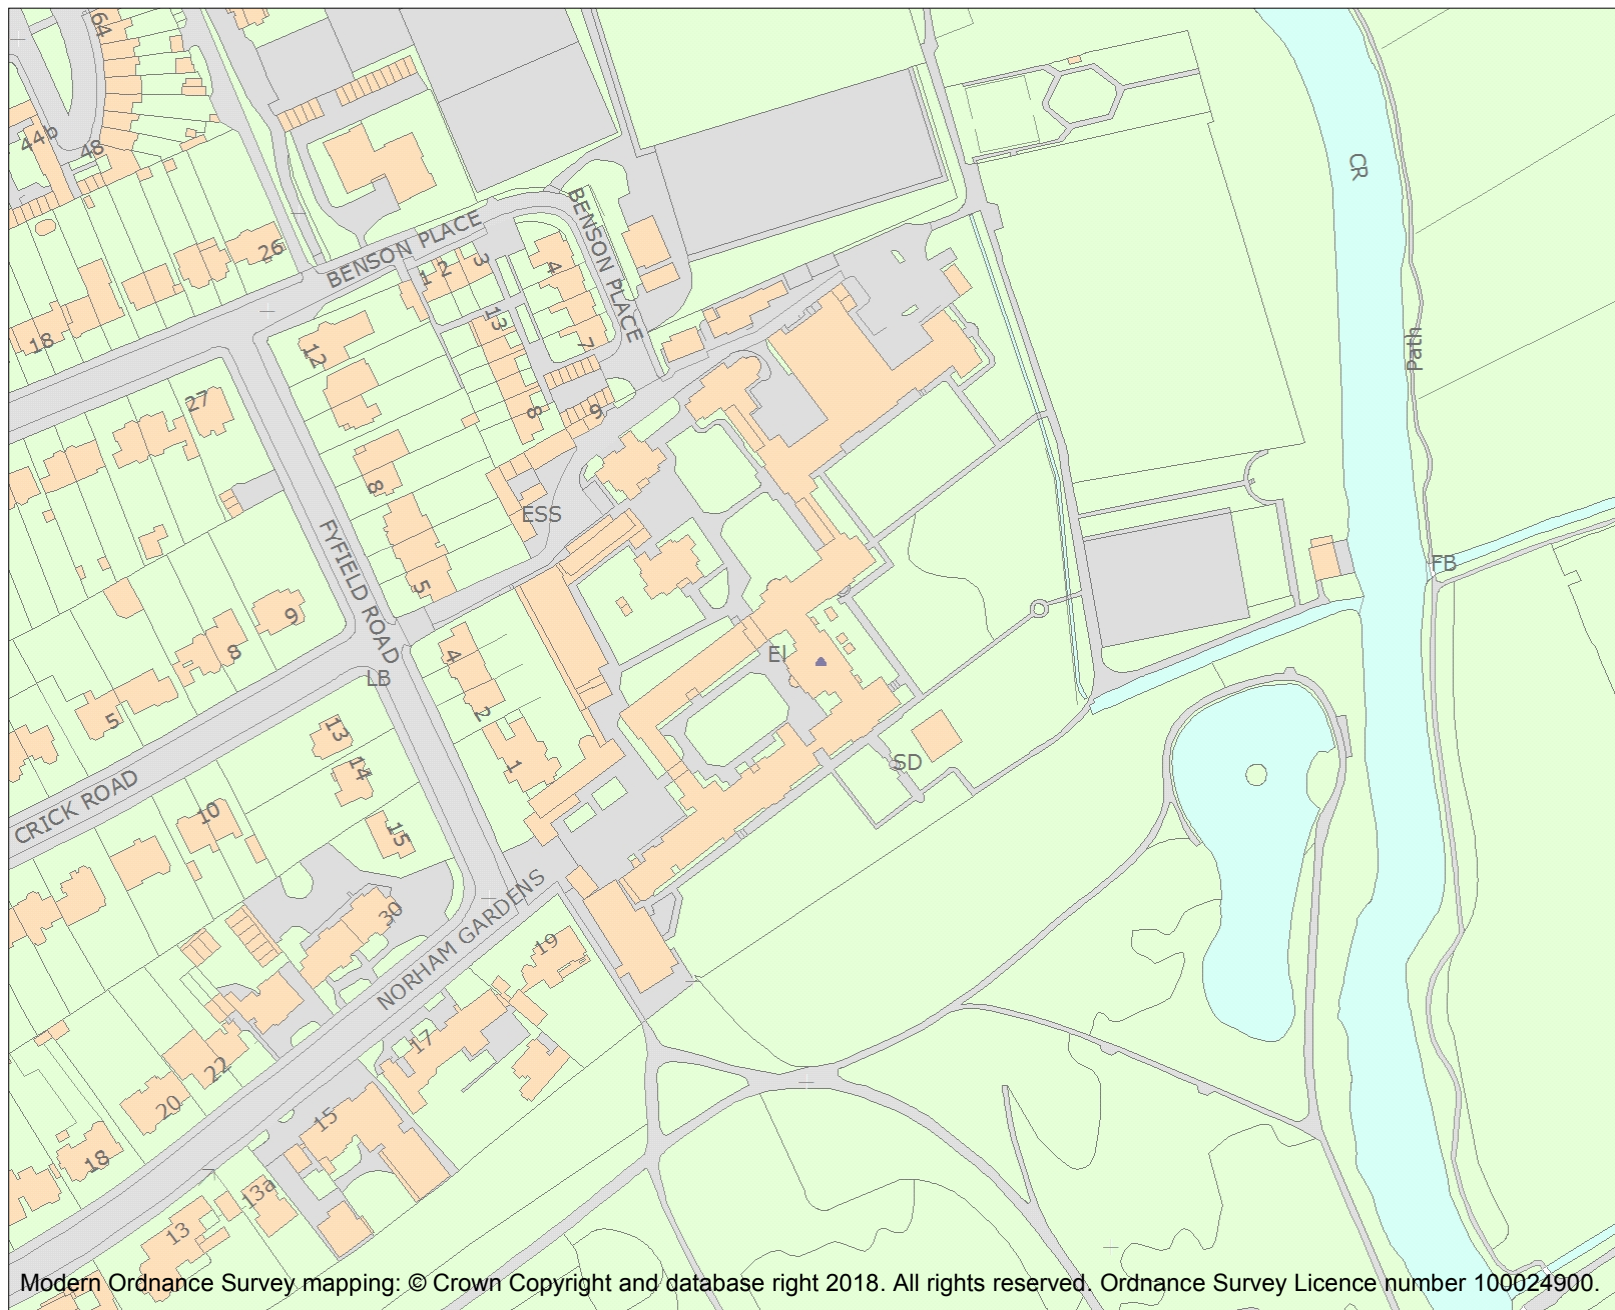 64
44b
48
CR
BENSON PLACE
BENSON PLACE
26
1
2
3
4
18
13
7
12
Path
27
8
9
8
ESS
FYFIELD ROAD
FB
5
9
8
4
El
LB
2
5
13
1
14
SD
CRICK ROAD
10
15
NORHAM GARDENS
30
19
17
22
20
15
18
13a
13
Modern Ordnance Survey mapping: © Crown Copyright and database right 2018. All rights reserved. Ordnance Survey Licence number 100024900.